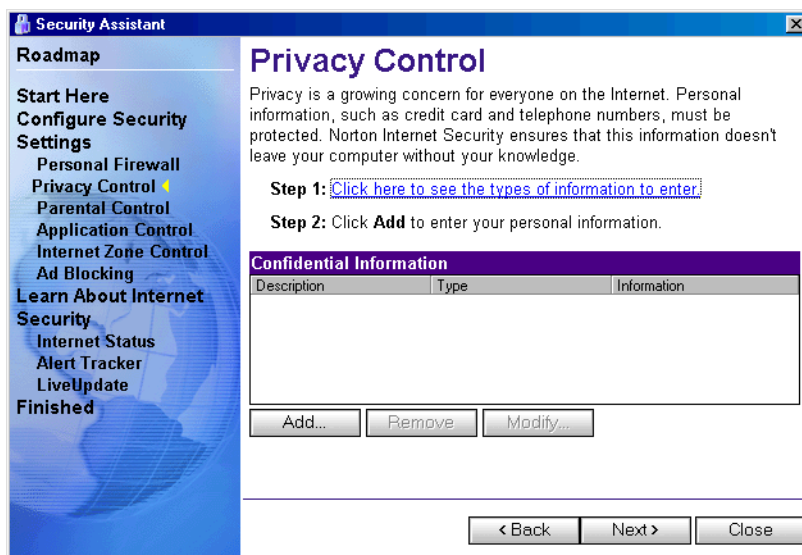 Security Assistant
Roadmap
Start Here
Configure Security
Settings
Personal Firewall
Privacy Control
Parental Control
Application Control
Internet Zone Control
Ad Blocking
Learn About Internet
Security
Internet Status
Alert Tracker
LiveUpdate
Finished
Privacy Control
Privacy is a growing concern for everyone on the Internet. Personal
information, such as credit card and telephone numbers, must be
protected. Norton Internet Security ensures that this information doesn't
leave your computer without your knowledge.
Step 1: Click here to see the types of information to enter.
Step 2: Click Add to enter your personal information.
Confidential Information
Description Type Information
Add... Remove Modify...
< Back Next > Close